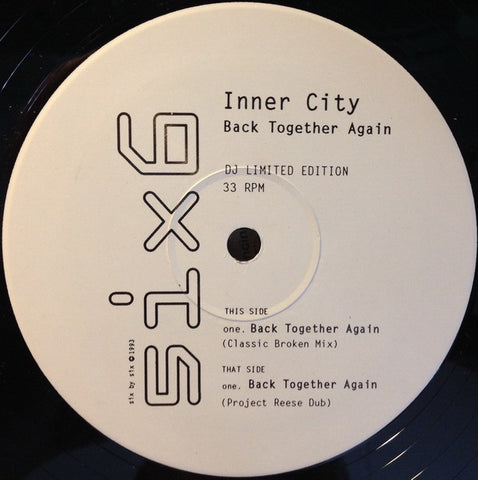 Inner City
Back Together Again
DJ LIMITED EDITION
33 RPM
six6
THIS SIDE
one. Back Together Again
(Classic Broken Mix)
THAT SIDE
one. Back Together Again
(Project Reese Dub)
six by six ℗©1993